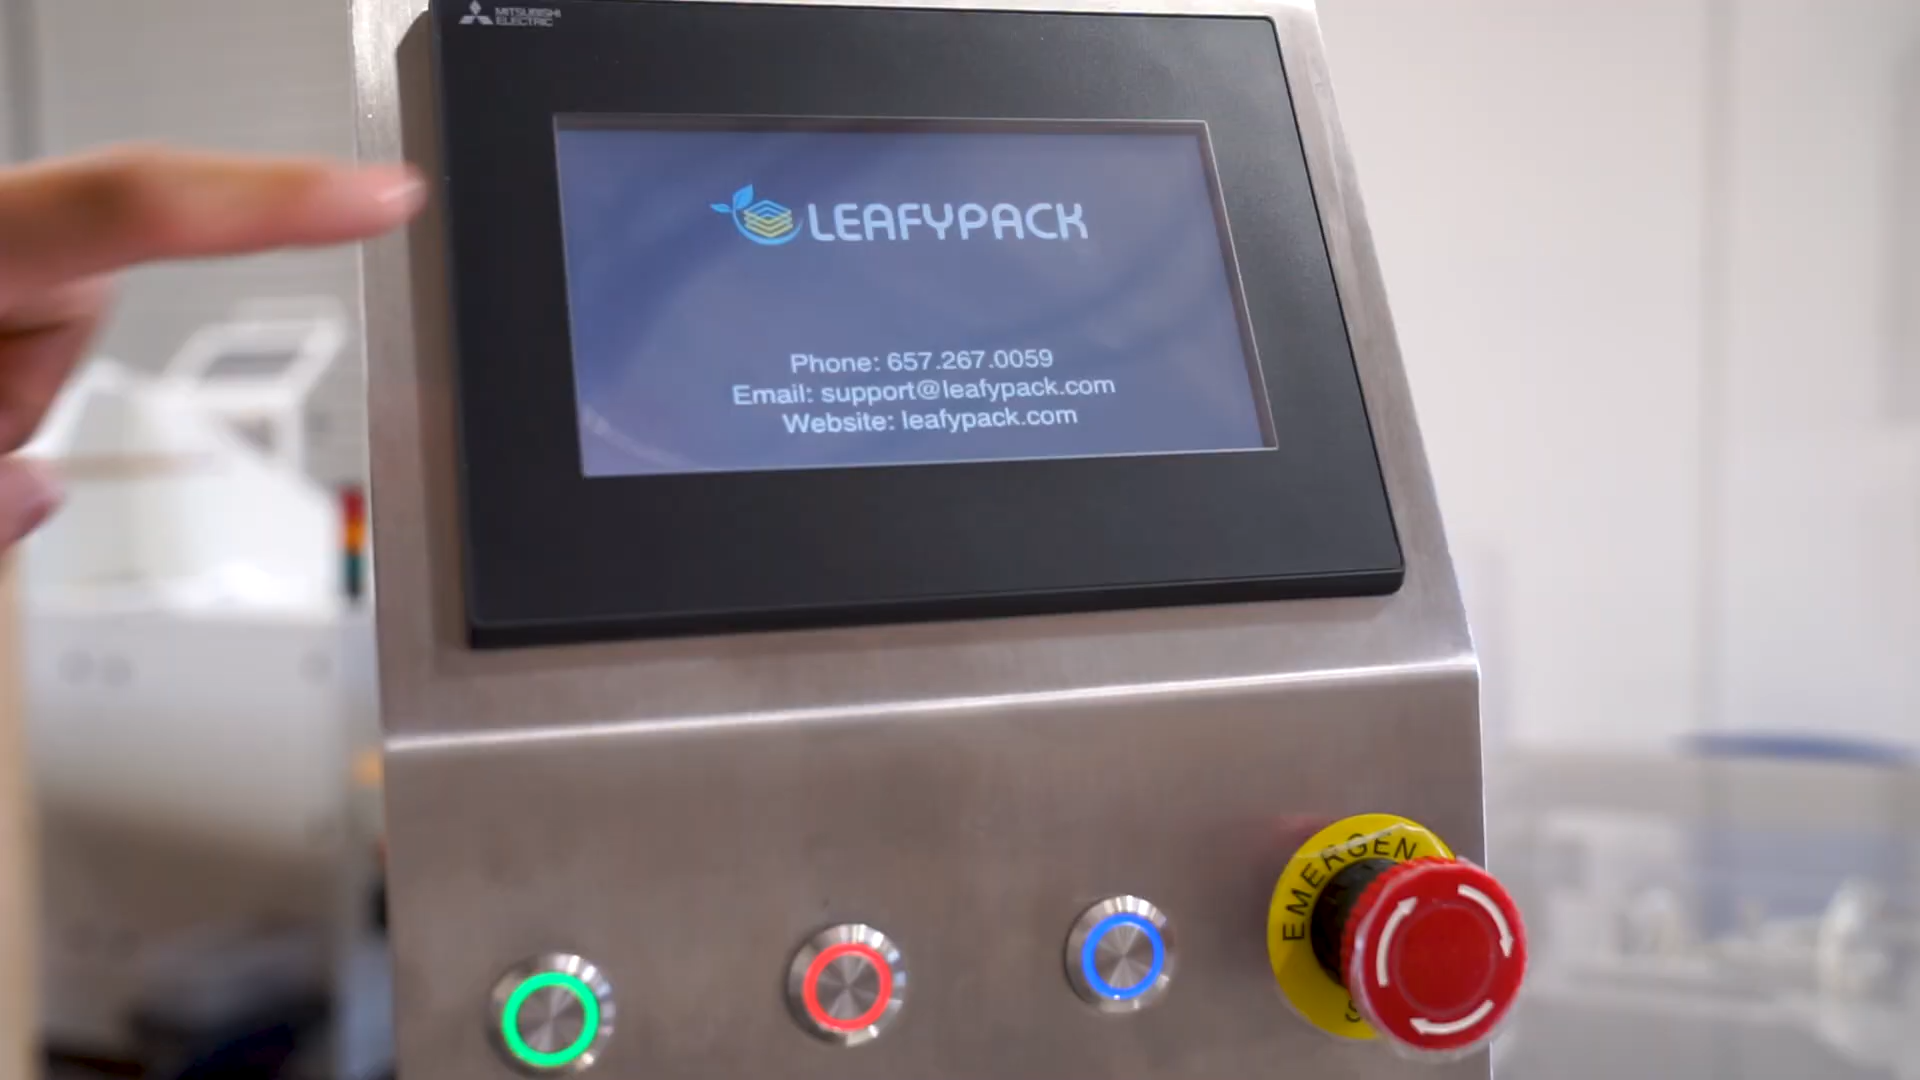 MITSUBISHI
ELECTRIC
LEAFYPACK
Phone: 657.267.0059
Email: support@leafypack.com
Website: leafypack.com
EMERGEN
S